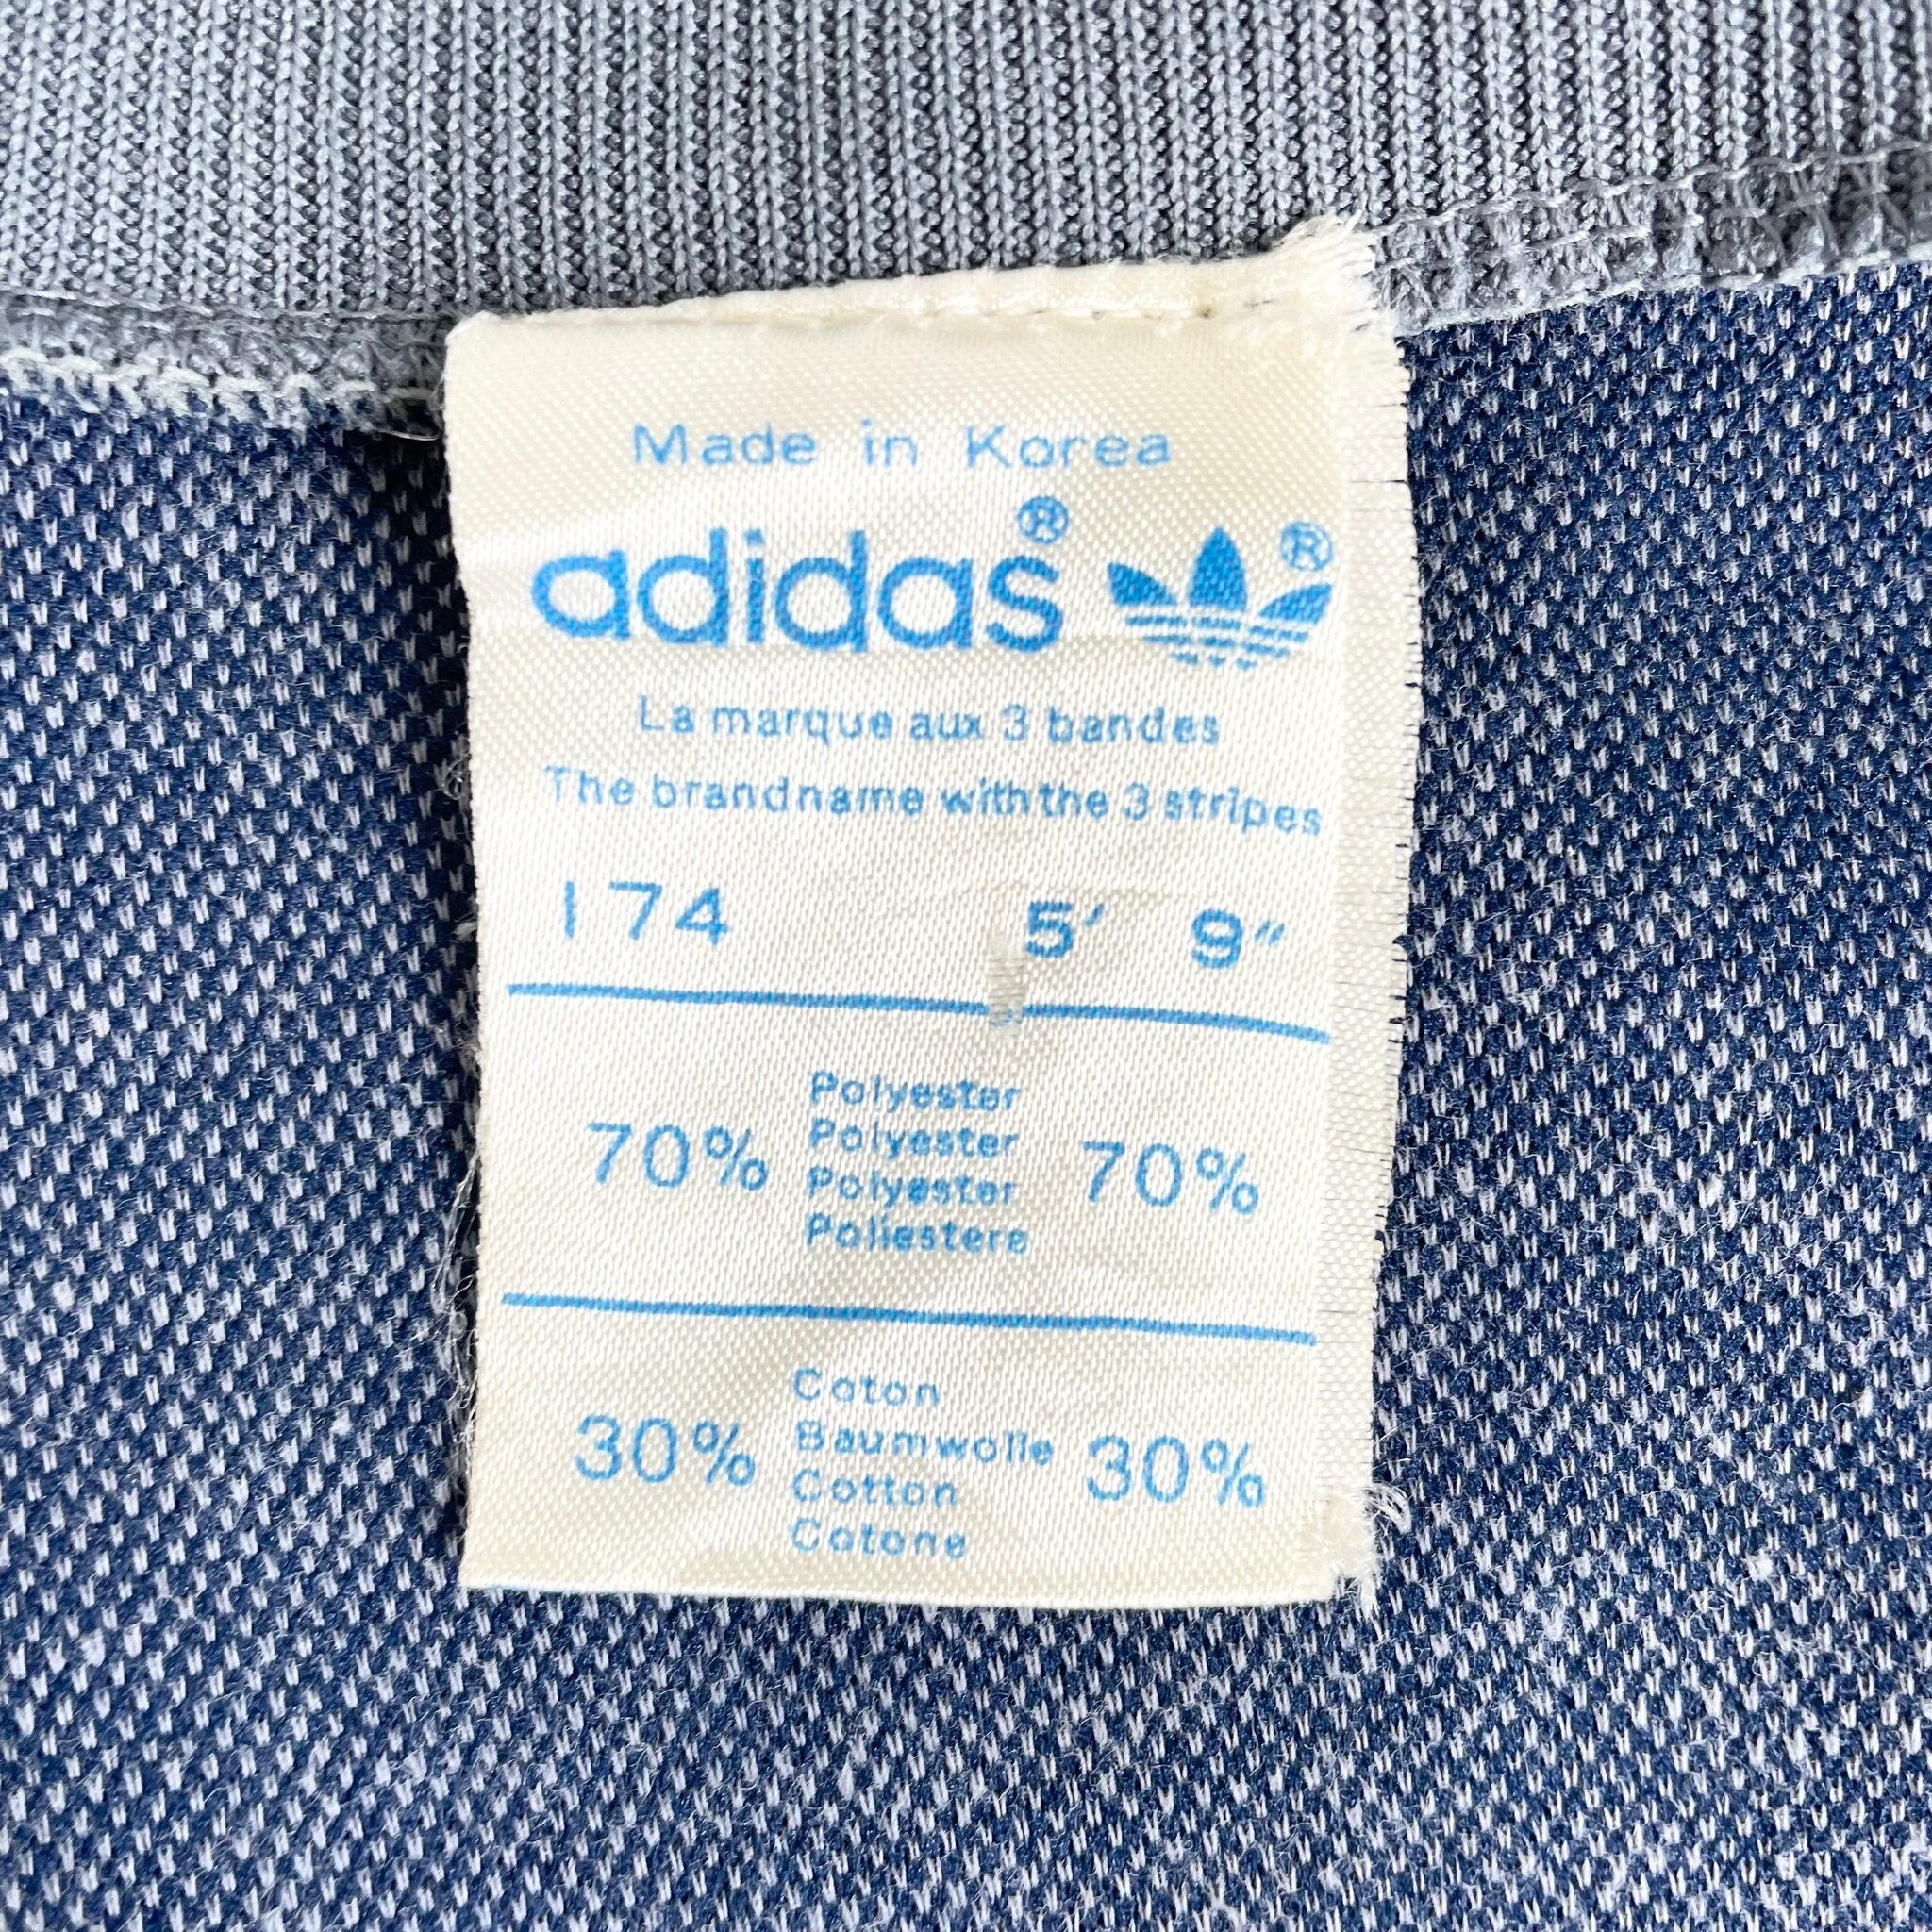 Made in Korea
adidas® ®
La marque aux 3 bandes
The brandname with the 3 stripes
174 5' 9"
Polyester
70% Polyester 70%
Polyester
Poliestere
Coton
30% Baumwolle 30%
Cotton
Cotone